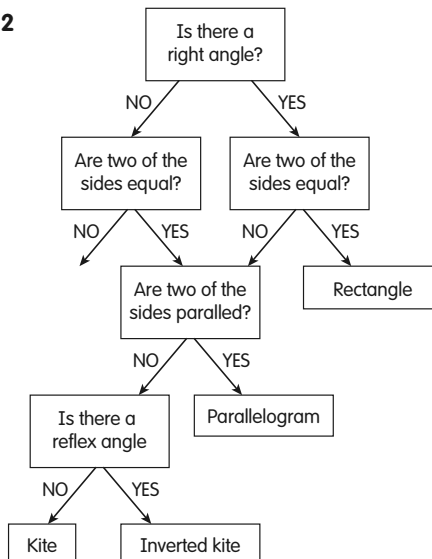 2
Is there a
right angle?
NO
YES
Are two of the
sides equal?
Are two of the
sides equal?
NO
YES
NO
YES
Are two of the
sides paralled?
Rectangle
NO
YES
Is there a
reflex angle
Parallelogram
NO
YES
Kite
Inverted kite